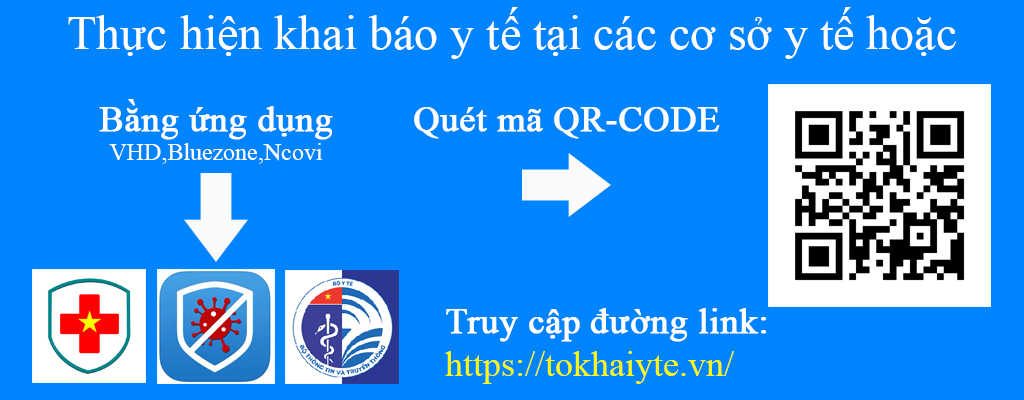 Thực hiện khai báo y tế tại các cơ sở y tế hoặc
Bằng ứng dụng
VHD,Bluezone,Ncovi
Quét mã QR-CODE
BỘ Y TẾ
BỘ THÔNG TIN VÀ TRUYỀN THÔNG
Truy cập đường link:
https://tokhaiyte.vn/